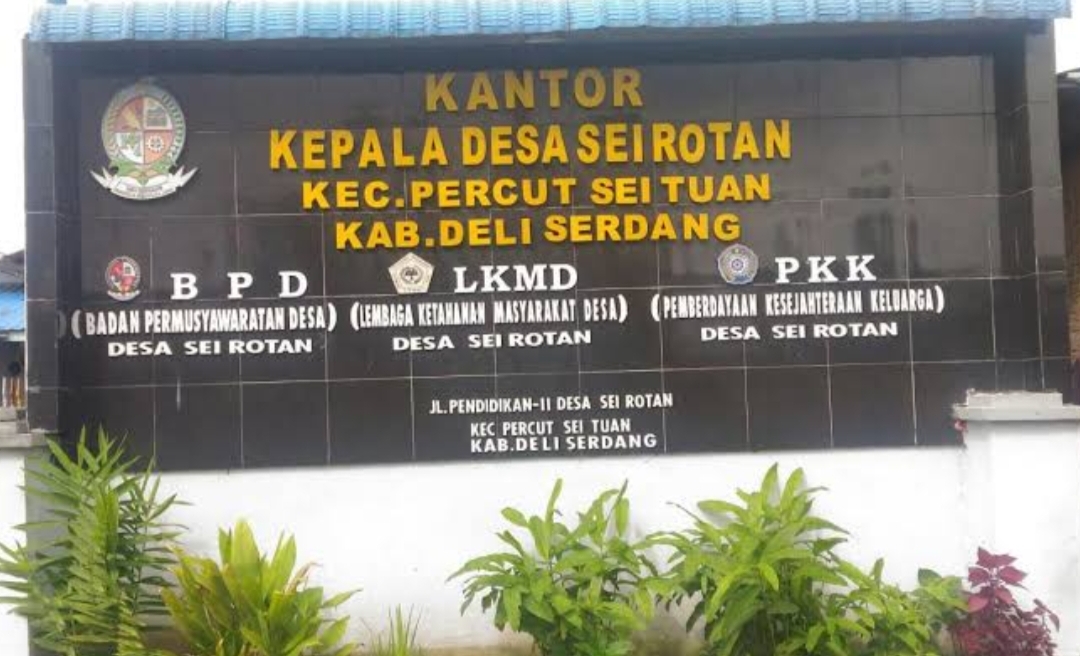 KANTOR
KEPALA DESA SEI ROTAN
KEC. PERCUT SEI TUAN
KAB. DELI SERDANG
BPD
(BADAN PERMUSYAWARATAN DESA)
DESA SEI ROTAN
LKMD
(LEMBAGA KETAHANAN MASYARAKAT DESA)
DESA SEI ROTAN
PKK
(PEMBERDAYAAN KESEJAHTERAAN KELUARGA)
DESA SEI ROTAN
JL. PENDIDIKAN-II DESA SEI ROTAN
KEC PERCUT SEI TUAN
KAB. DELI SERDANG